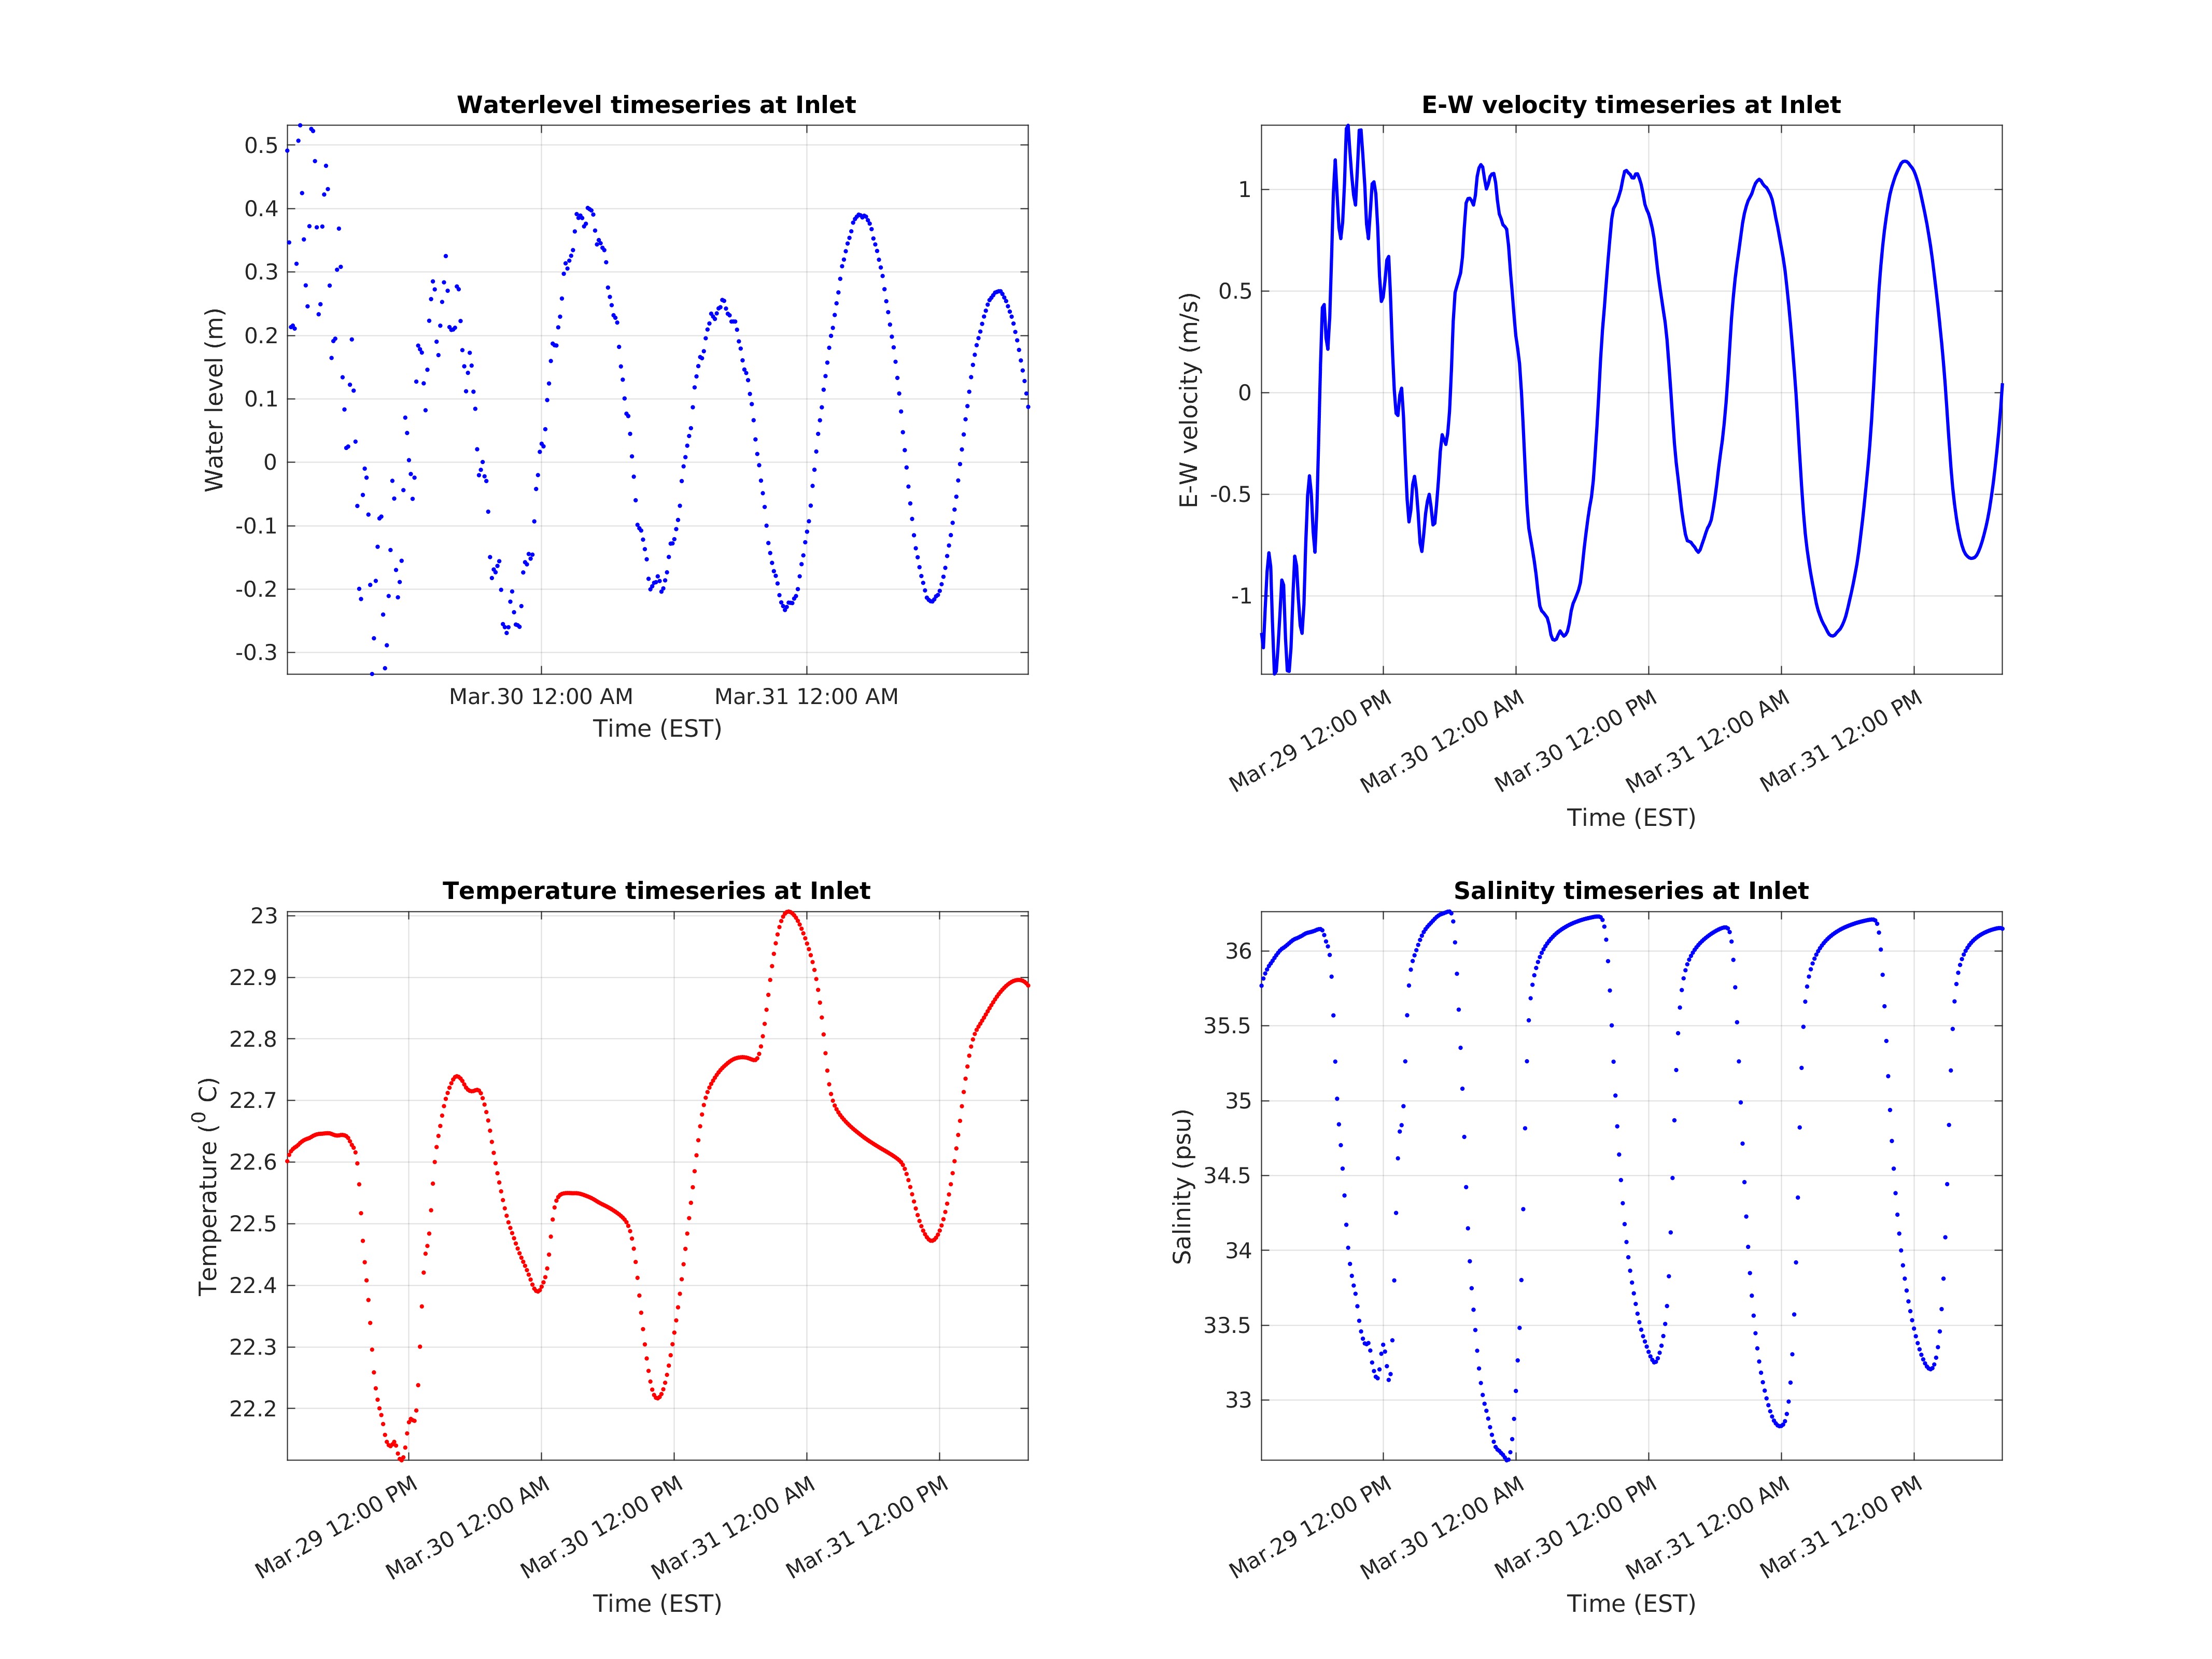 Waterlevel timeseries at Inlet
0.5
0.4
0.3
0.2
0.1
0
-0.1
-0.2
-0.3
Water level (m)
Mar.30 12:00 AM
Mar.31 12:00 AM
Time (EST)
E-W velocity timeseries at Inlet
1
0.5
0
-0.5
-1
E-W velocity (m/s)
Mar.29 12:00 PM
Mar.30 12:00 AM
Mar.30 12:00 PM
Mar.31 12:00 AM
Mar.31 12:00 PM
Time (EST)
Temperature timeseries at Inlet
23
22.9
22.8
22.7
22.6
22.5
22.4
22.3
22.2
Temperature (⁰ C)
Mar.29 12:00 PM
Mar.30 12:00 AM
Mar.30 12:00 PM
Mar.31 12:00 AM
Mar.31 12:00 PM
Time (EST)
Salinity timeseries at Inlet
36
35.5
35
34.5
34
33.5
33
Salinity (psu)
Mar.29 12:00 PM
Mar.30 12:00 AM
Mar.30 12:00 PM
Mar.31 12:00 AM
Mar.31 12:00 PM
Time (EST)